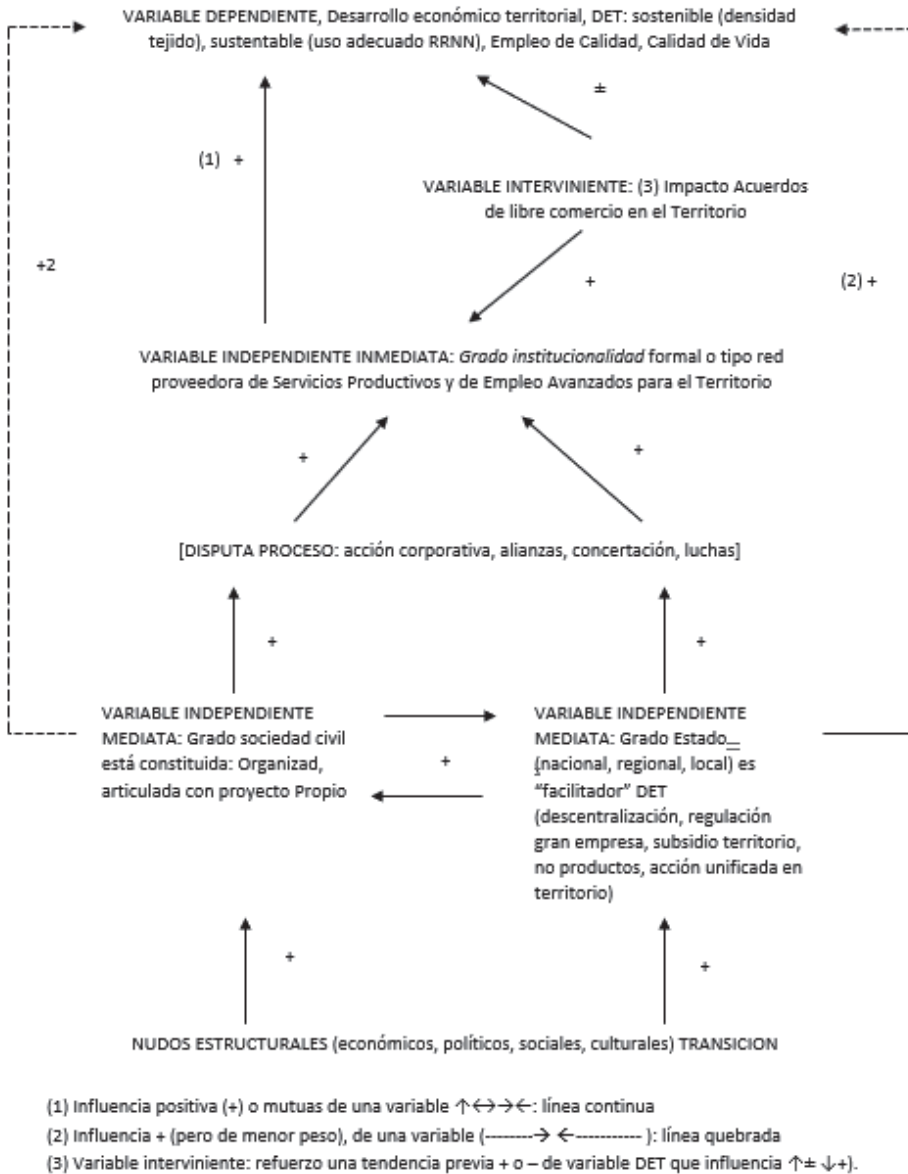 VARIABLE DEPENDIENTE, Desarrollo económico territorial, DET: sostenible (densidad
tejido), sustentable (uso adecuado RRNN), Empleo de Calidad, Calidad de Vida
±
(1) +
VARIABLE INTERVINIENTE: (3) Impacto Acuerdos
de libre comercio en el Territorio
+2
+
(2) +
VARIABLE INDEPENDIENTE INMEDIATA: Grado institucionalidad formal o tipo red
proveedora de Servicios Productivos y de Empleo Avanzados para el Territorio
+
+
[DISPUTA PROCESO: acción corporativa, alianzas, concertación, luchas]
+
+
VARIABLE INDEPENDIENTE
MEDIATA: Grado sociedad civil
está constituida: Organizad,
articulada con proyecto Propio
+
VARIABLE INDEPENDIENTE
MEDIATA: Grado Estado
(nacional, regional, local) es
“facilitador” DET
(descentralización, regulación
gran empresa, subsidio territorio,
no productos, acción unificada en
territorio)
+
+
NUDOS ESTRUCTURALES (económicos, políticos, sociales, culturales) TRANSICION
(1) Influencia positiva (+) o mutuas de una variable ↑↔→←: línea continua
(2) Influencia + (pero de menor peso), de una variable (--------→ ←----------- ): línea quebrada
(3) Variable interviniente: refuerzo una tendencia previa + o – de variable DET que influencia ↑± ↓+).